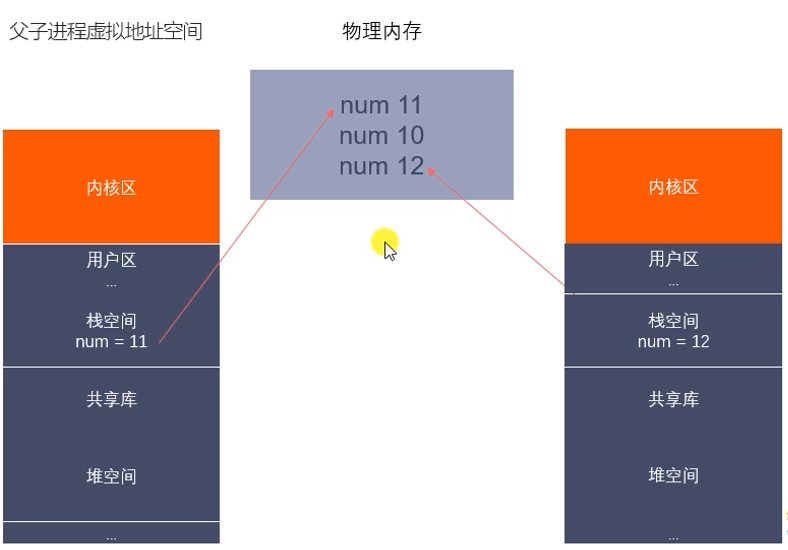 父子进程虚拟地址空间
物理内存
num 11
num 10
num 12
内核区
用户区
...
栈空间
num = 11
共享库
堆空间
...
内核区
用户区
...
栈空间
num = 12
共享库
堆空间
...